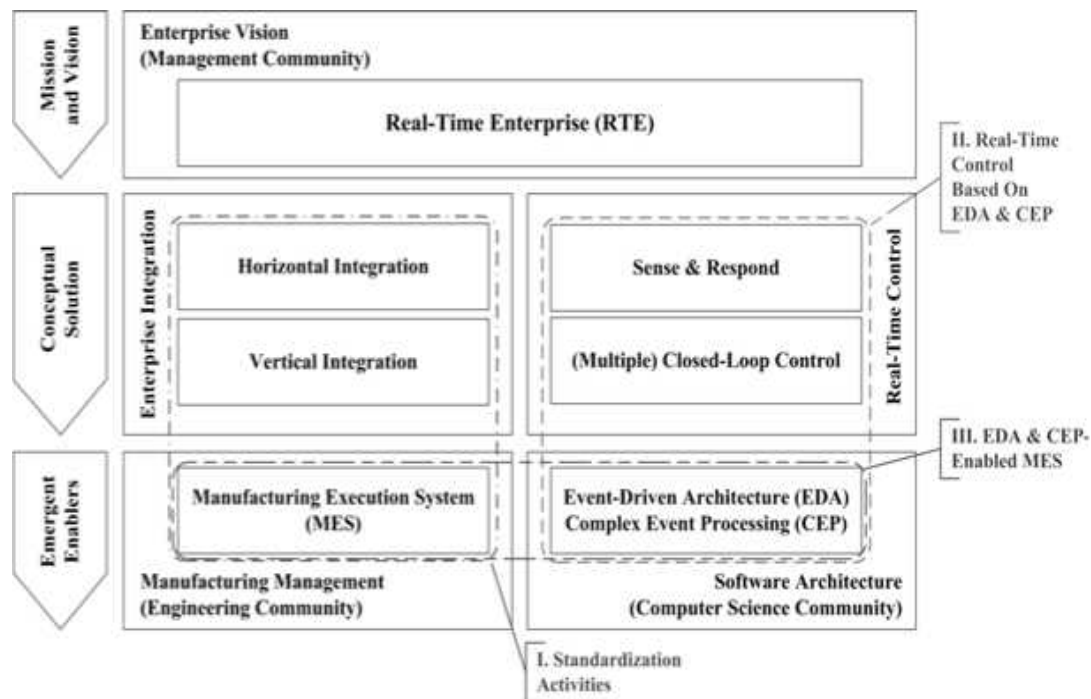 Mission
and Vision
Enterprise Vision
(Management Community)
Real-Time Enterprise (RTE)
II. Real-Time
Control
Based On
EDA & CEP
Conceptual
Solution
Enterprise Integration
Horizontal Integration
Vertical Integration
Sense & Respond
(Multiple) Closed-Loop Control
Real-Time Control
III. EDA & CEP-
Enabled MES
Emergent
Enablers
Manufacturing Execution System
(MES)
Manufacturing Management
(Engineering Community)
Event-Driven Architecture (EDA)
Complex Event Processing (CEP)
Software Architecture
(Computer Science Community)
I. Standardization
Activities